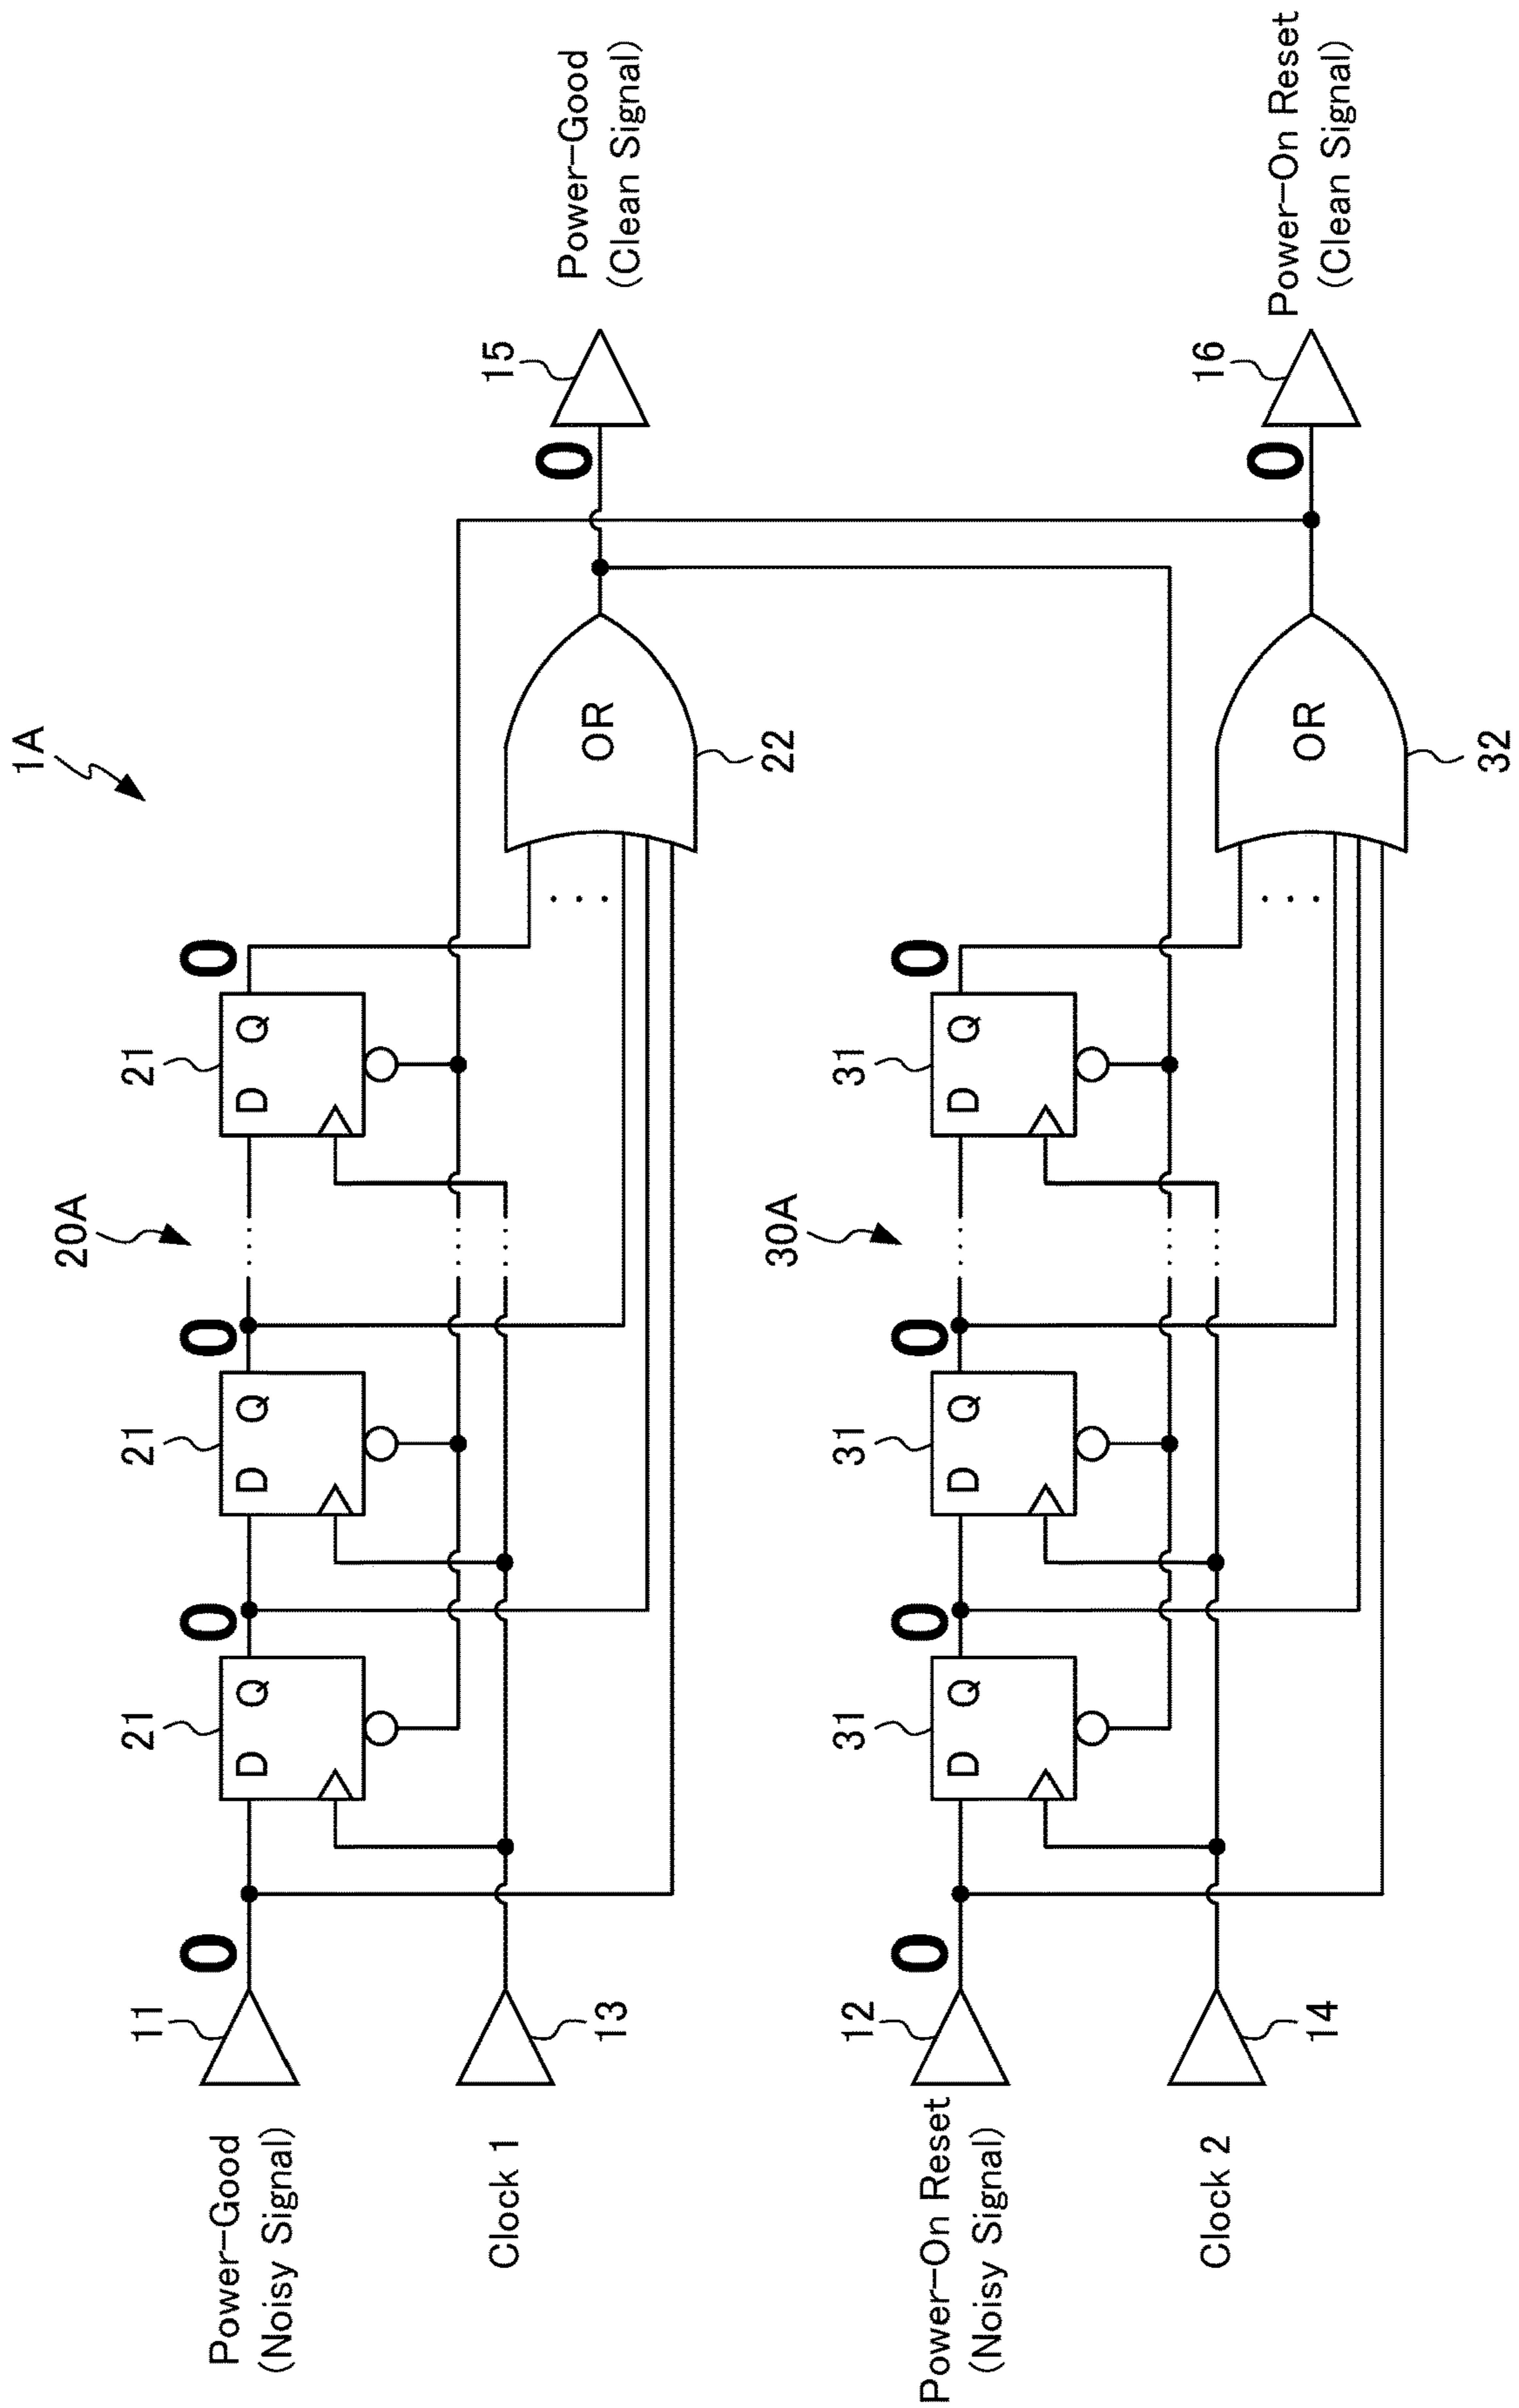 1A
20A
11
21
21
21
0
0
0
0
D Q
D Q
D Q
Power-Good
(Noisy Signal)
Clock 1
13
OR
22
0
15
Power-Good
(Clean Signal)
30A
12
31
31
31
0
0
0
0
D Q
D Q
D Q
Power-On Reset
(Noisy Signal)
Clock 2
14
OR
32
0
16
Power-On Reset
(Clean Signal)
. . .
. . .